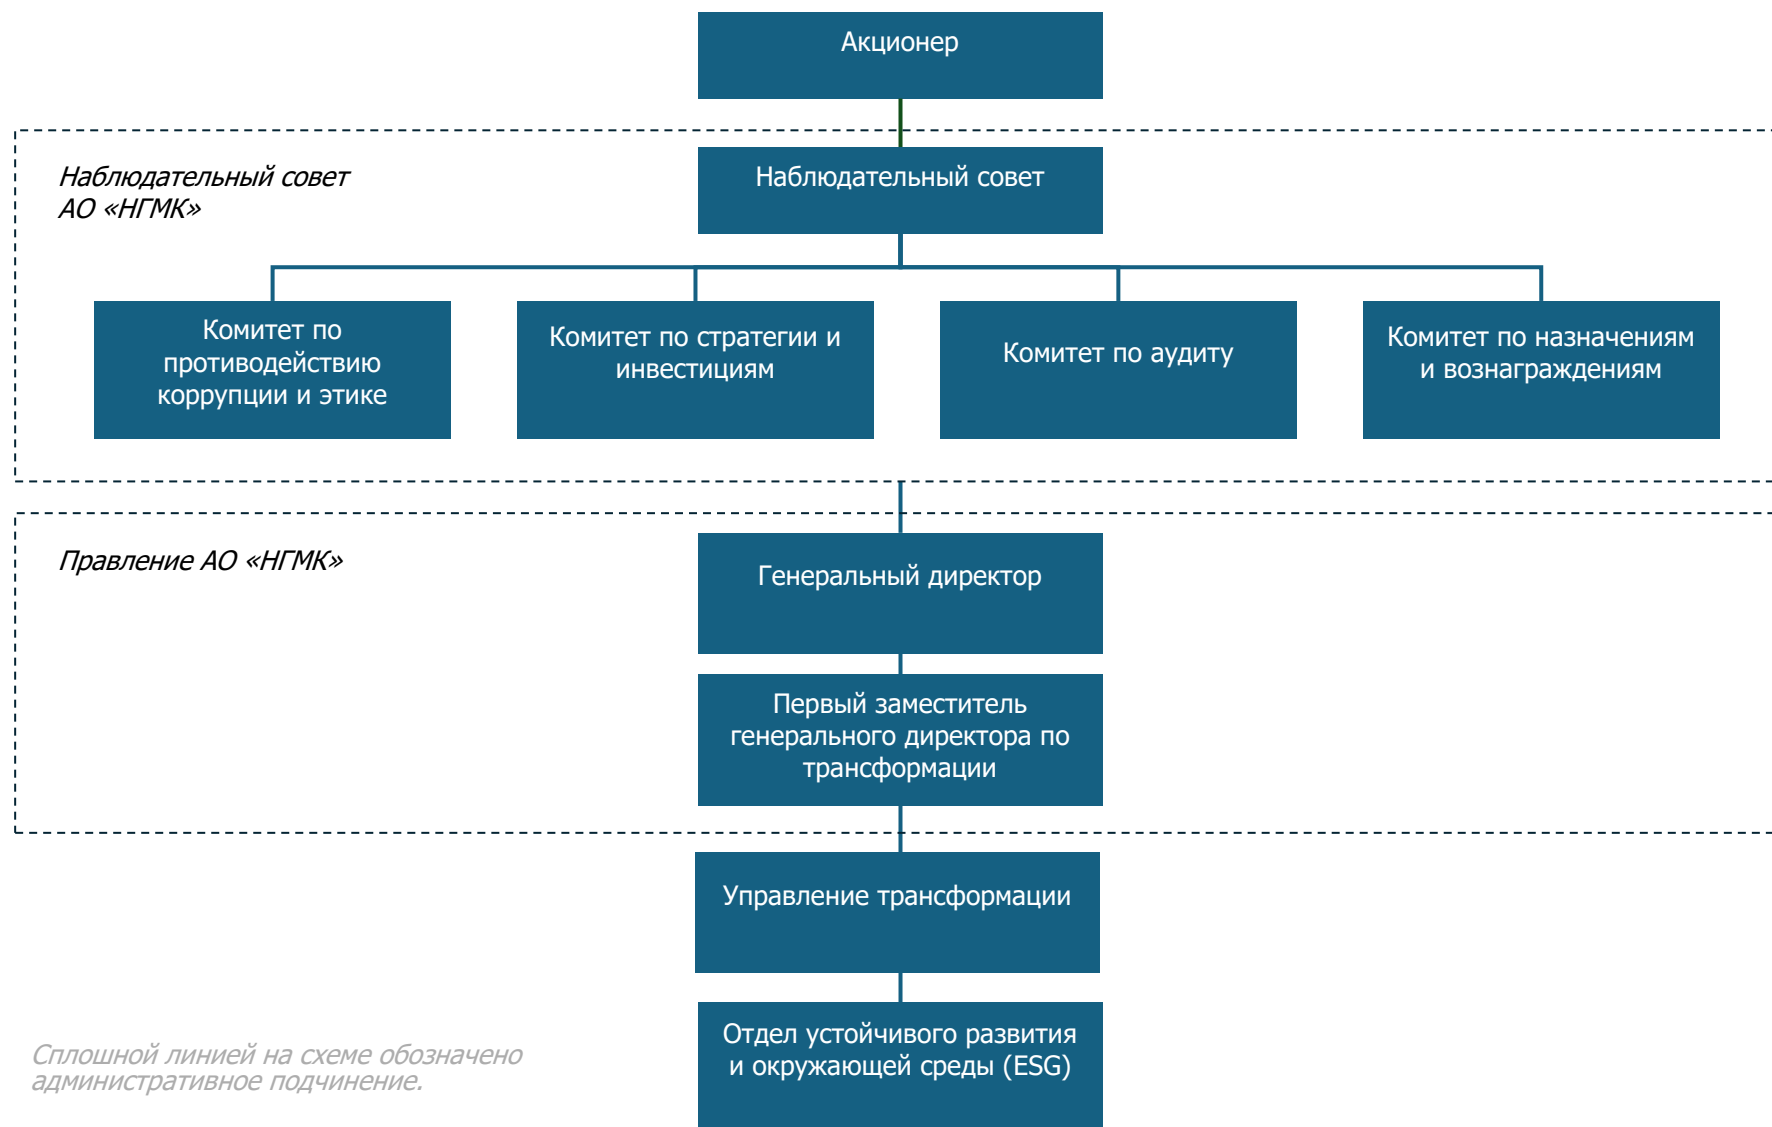 Акционер
Наблюдательный совет
АО «НГМК»
Наблюдательный совет
Комитет по
противодействию
коррупции и этике
Комитет по стратегии и
инвестициям
Комитет по аудиту
Комитет по назначениям
и вознаграждениям
Правление АО «НГМК»
Генеральный директор
Первый заместитель
генерального директора по
трансформации
Управление трансформации
Отдел устойчивого развития
и окружающей среды (ESG)
Сплошной линией на схеме обозначено
административное подчинение.